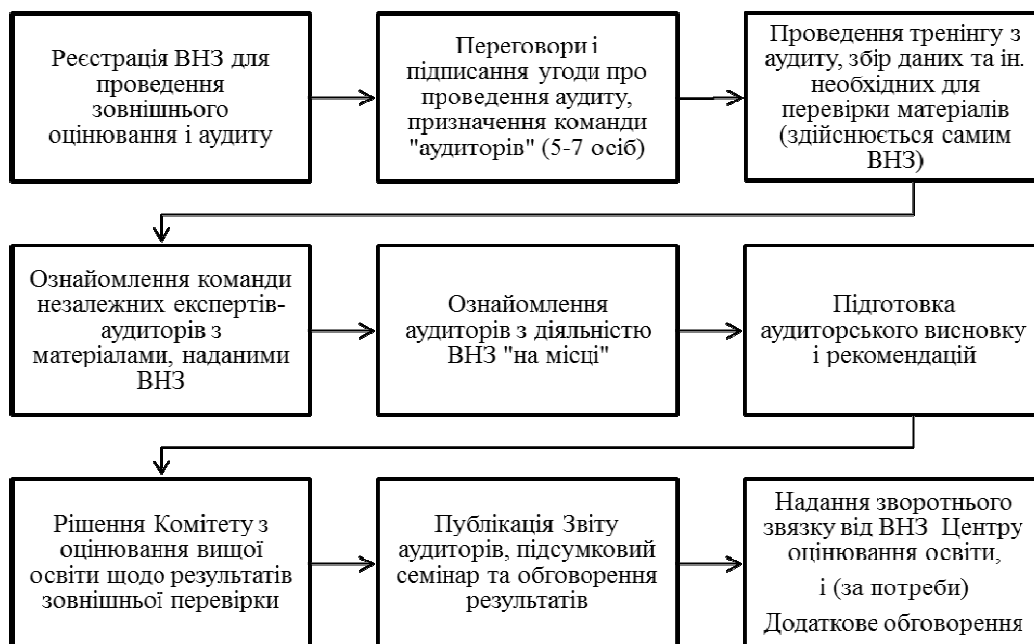 Реєстрація ВНЗ для
проведення
зовнішнього
оцінювання і аудиту
Переговори і
підписання угоди про
проведення аудиту,
призначення команди
"аудиторів" (5-7 осіб)
Проведення тренінгу з
аудиту, збір даних та ін.
необхідних для
перевірки матеріалів
(здійснюється самим
ВНЗ)
Ознайомлення команди
незалежних експертів-
аудиторів з
матеріалами, наданими
ВНЗ
Ознайомлення
аудиторів з діяльністю
ВНЗ "на місці"
Підготовка
аудиторського висновку
і рекомендацій
Рішення Комітету з
оцінювання вищої
освіти щодо результатів
зовнішньої перевірки
Публікація Звіту
аудиторів, підсумковий
семінар та обговорення
результатів
Надання зворотнього
звязку від ВНЗ Центру
оцінювання освіти,
і (за потреби)
Додаткове обговорення